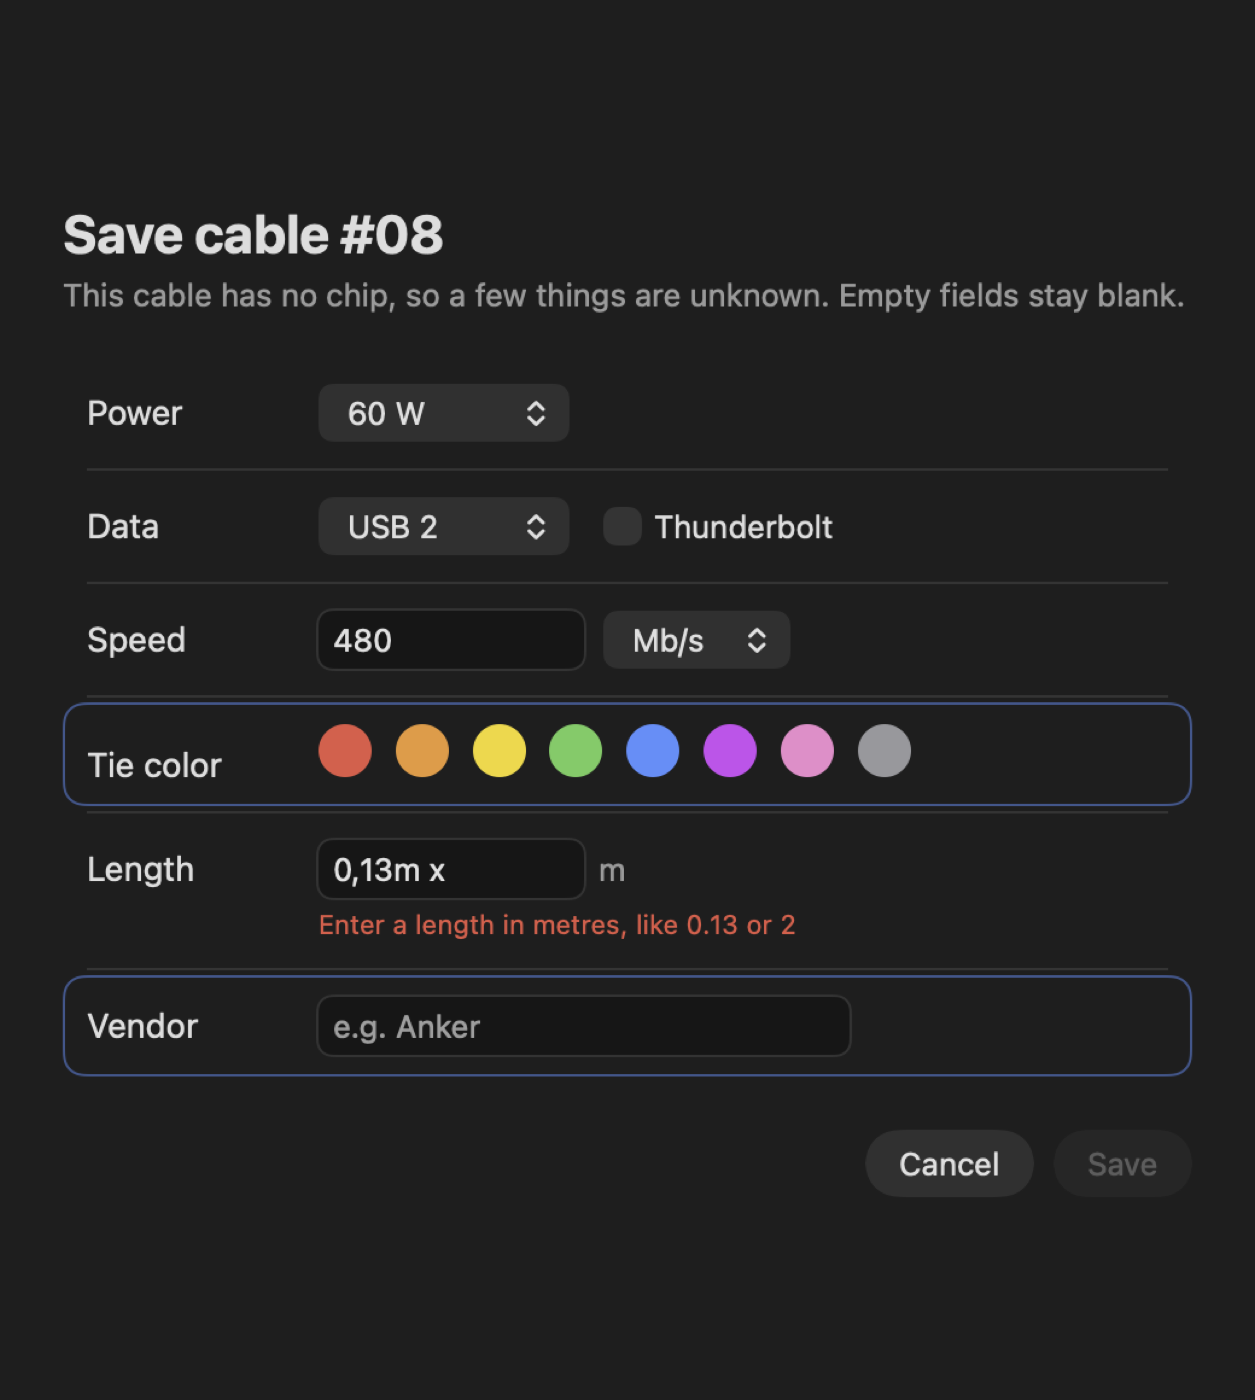 Save cable #08
This cable has no chip, so a few things are unknown. Empty fields stay blank.
Power 60 W
Data USB 2 Thunderbolt
Speed 480 Mb/s
Tie color
Length 0,13m x m
Enter a length in metres, like 0.13 or 2
Vendor e.g. Anker
Cancel Save